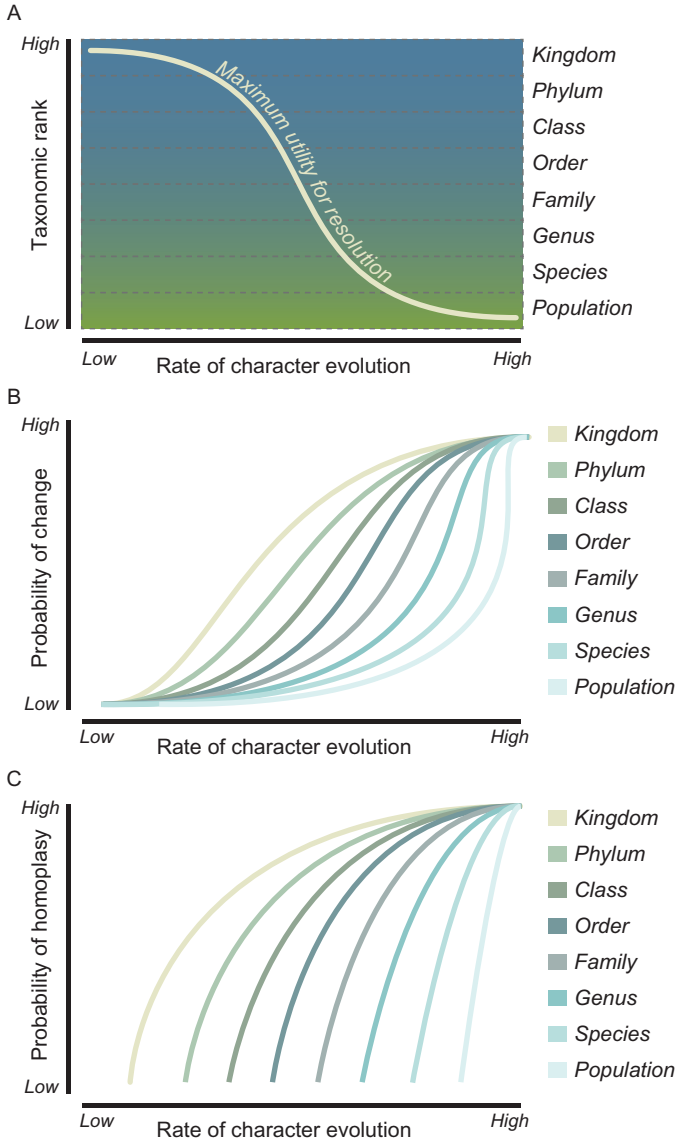 A
High
Taxonomic rank
Low
Maximum utility for resolution
Kingdom
Phylum
Class
Order
Family
Genus
Species
Population
Low
Rate of character evolution
High
B
High
Probability of change
Low
Kingdom
Phylum
Class
Order
Family
Genus
Species
Population
Low
Rate of character evolution
High
C
High
Probability of homoplasy
Low
Kingdom
Phylum
Class
Order
Family
Genus
Species
Population
Low
Rate of character evolution
High